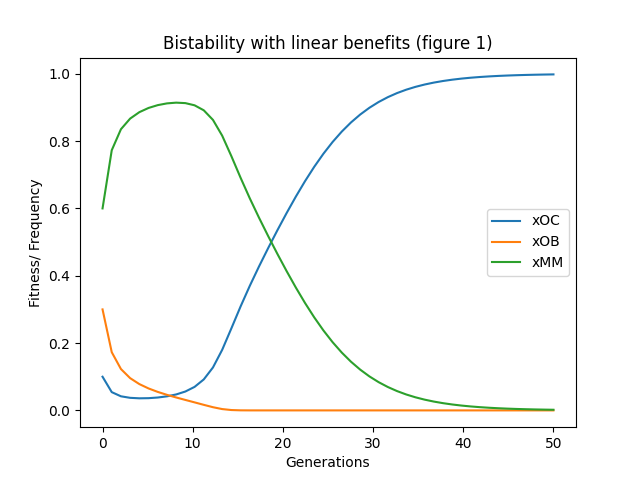 Bistability with linear benefits (figure 1)
Fitness/ Frequency
1.0
0.8
0.6
0.4
0.2
0.0
xOC
xOB
xMM
0 10 20 30 40 50
Generations